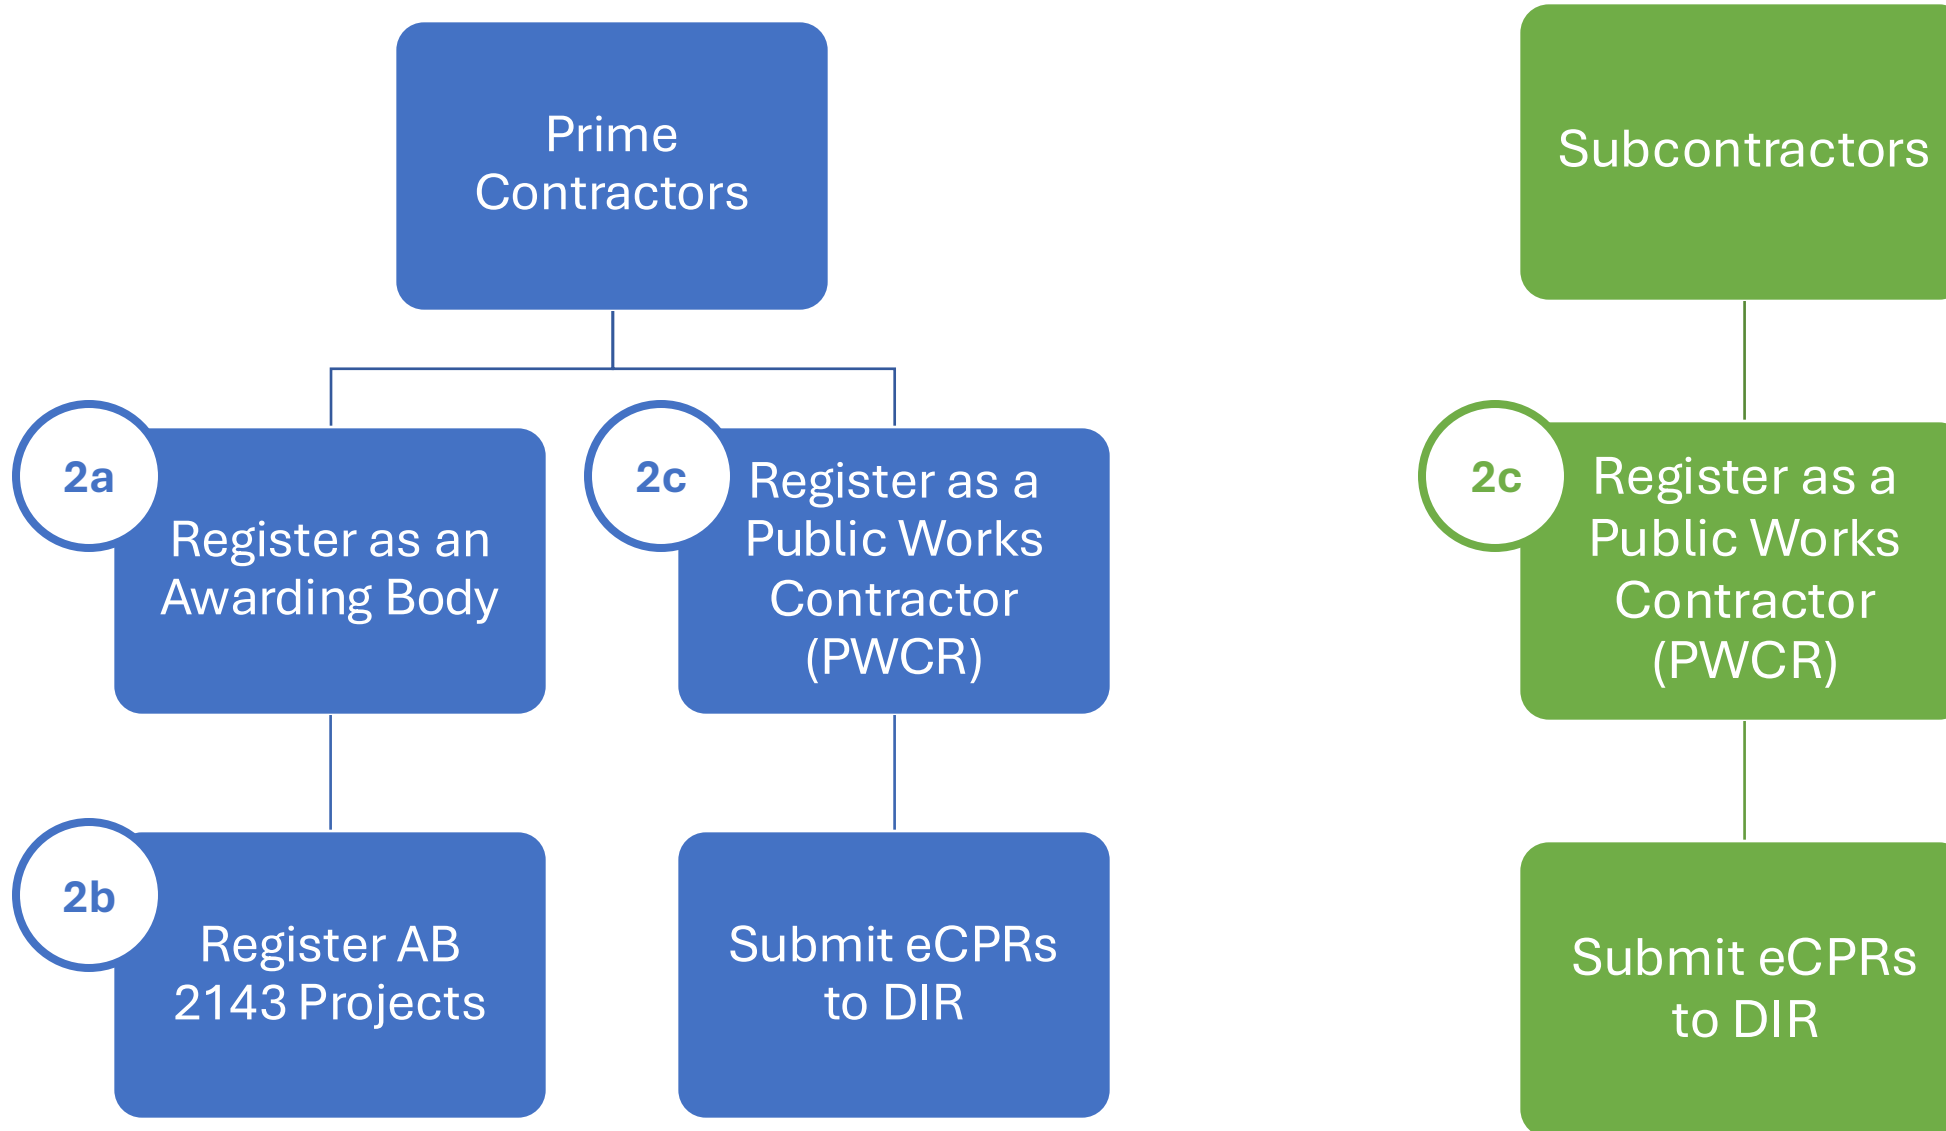 Prime
Contractors
2a
Register as an
Awarding Body
2b
Register AB
2143 Projects
2c
Register as a
Public Works
Contractor
(PWCR)
Submit eCPRs
to DIR
Subcontractors
2c
Register as a
Public Works
Contractor
(PWCR)
Submit eCPRs
to DIR